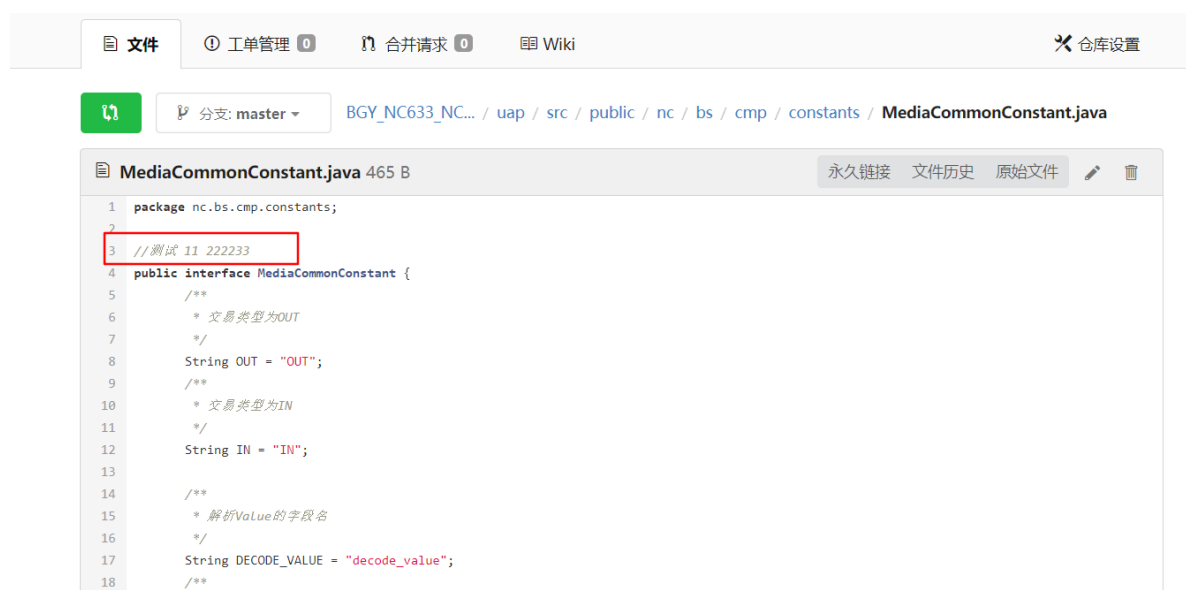 文件 工单管理 0 合并请求 0 Wiki 仓库设置
分支: master BGY_NC633_NC... / uap / src / public / nc / bs / cmp / constants / MediaCommonConstant.java
MediaCommonConstant.java 465 B 永久链接 文件历史 原始文件
1 package nc.bs.cmp.constants;
2
3 //测试 11 222233
4 public interface MediaCommonConstant {
5 /**
6 * 交易类型为OUT
7 */
8 String OUT = "OUT";
9 /**
10 * 交易类型为IN
11 */
12 String IN = "IN";
13
14 /**
15 * 解析Value的字段名
16 */
17 String DECODE_VALUE = "decode_value";
18 /**